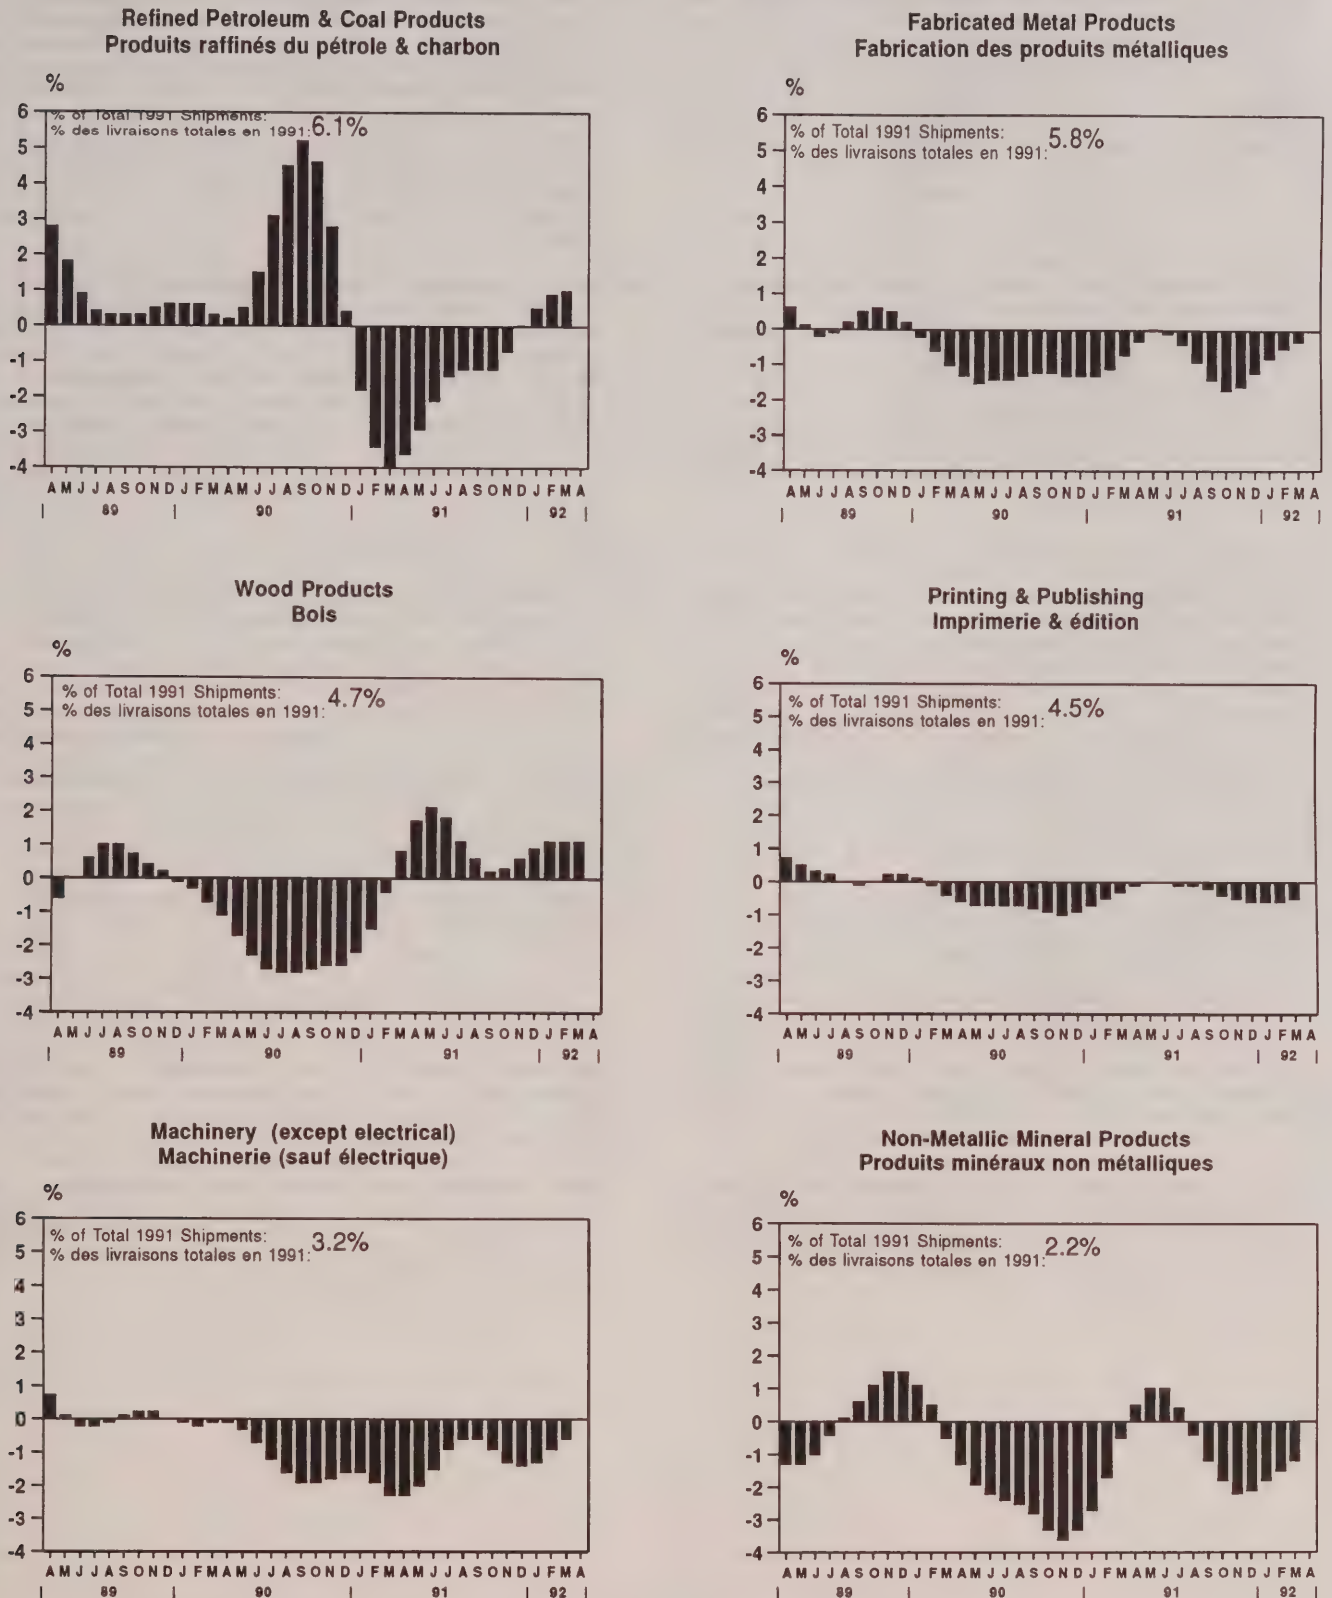 Refined Petroleum & Coal Products
Produits raffinés du pétrole & charbon
%
% of Total 1991 Shipments:
% des livraisons totales en 1991: 6.1%
6
5
4
3
2
1
0
-1
-2
-3
-4
A M J J A S O N D J F M A M J J A S O N D J F M A M J J A S O N D J F M A
| 89 | 90 | 91 | 92 |
Fabricated Metal Products
Fabrication des produits métalliques
%
% of Total 1991 Shipments:
% des livraisons totales en 1991: 5.8%
6
5
4
3
2
1
0
-1
-2
-3
-4
A M J J A S O N D J F M A M J J A S O N D J F M A M J J A S O N D J F M A
| 89 | 90 | 91 | 92 |
Wood Products
Bois
%
% of Total 1991 Shipments:
% des livraisons totales en 1991: 4.7%
6
5
4
3
2
1
0
-1
-2
-3
-4
A M J J A S O N D J F M A M J J A S O N D J F M A M J J A S O N D J F M A
| 89 | 90 | 91 | 92 |
Printing & Publishing
Imprimerie & édition
%
% of Total 1991 Shipments:
% des livraisons totales en 1991: 4.5%
6
5
4
3
2
1
0
-1
-2
-3
-4
A M J J A S O N D J F M A M J J A S O N D J F M A M J J A S O N D J F M A
| 89 | 90 | 91 | 92 |
Machinery (except electrical)
Machinerie (sauf électrique)
%
% of Total 1991 Shipments:
% des livraisons totales en 1991: 3.2%
6
5
4
3
2
1
0
-1
-2
-3
-4
A M J J A S O N D J F M A M J J A S O N D J F M A M J J A S O N D J F M A
| 89 | 90 | 91 | 92 |
Non-Metallic Mineral Products
Produits minéraux non métalliques
%
% of Total 1991 Shipments:
% des livraisons totales en 1991: 2.2%
6
5
4
3
2
1
0
-1
-2
-3
-4
A M J J A S O N D J F M A M J J A S O N D J F M A M J J A S O N D J F M A
| 89 | 90 | 91 | 92 |